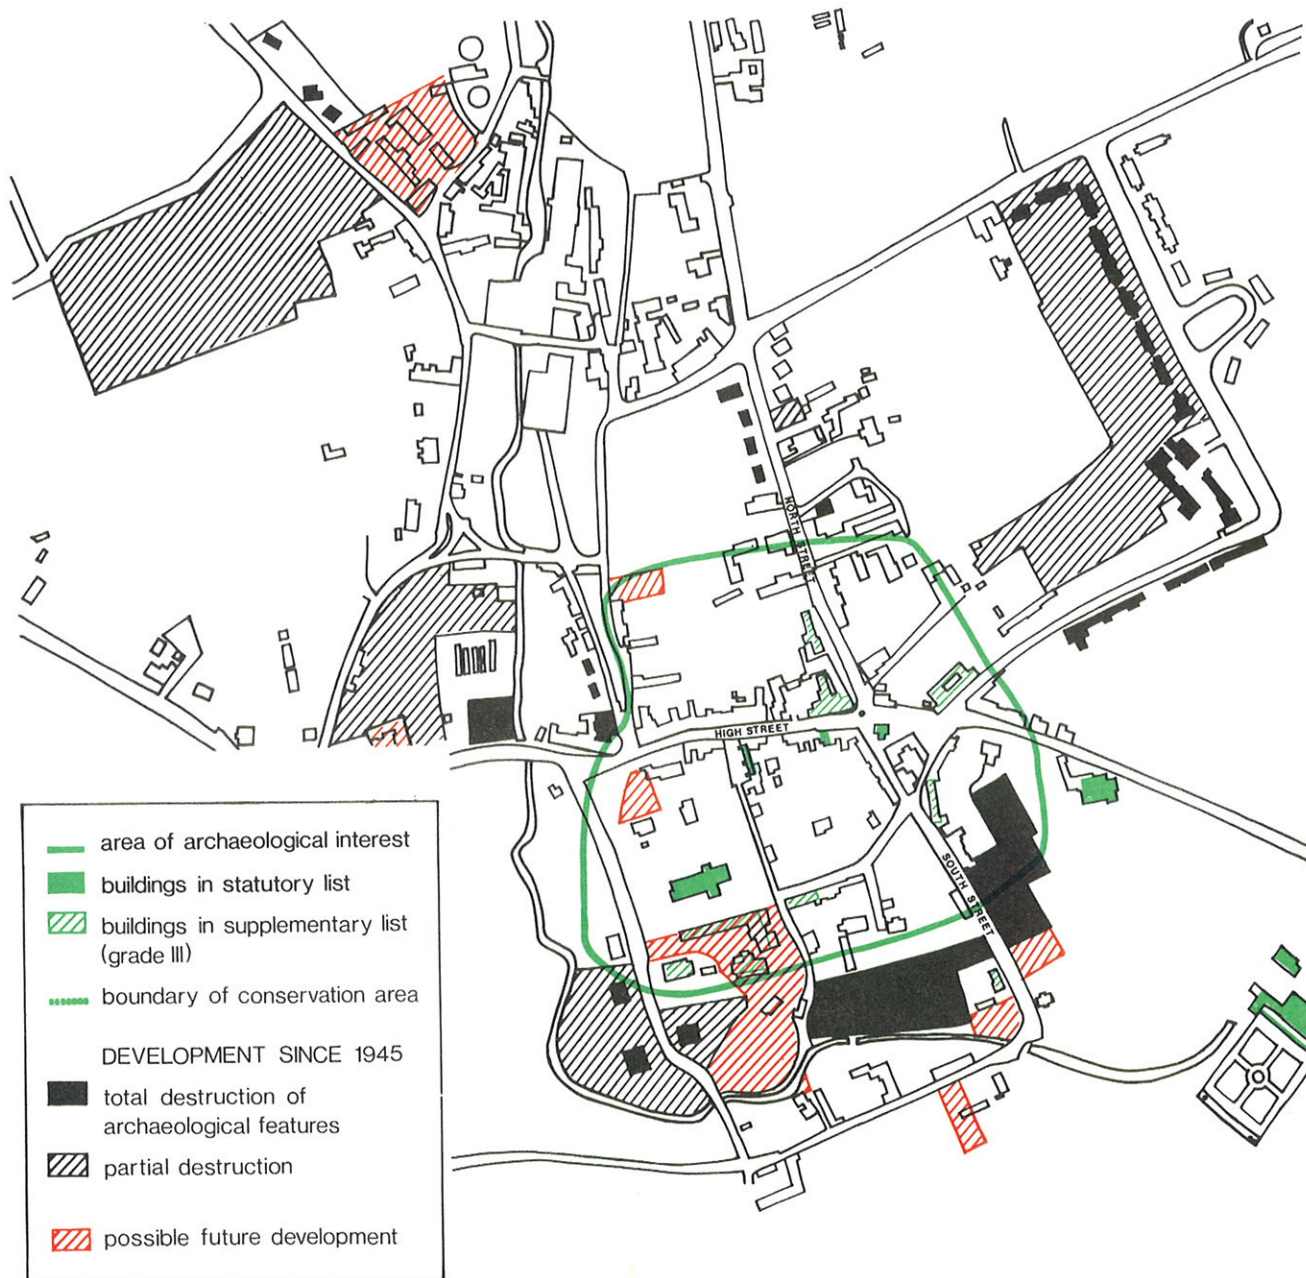 NORTH STREET
HIGH STREET
SOUTH STREET
area of archaeological interest
buildings in statutory list
buildings in supplementary list
(grade III)
boundary of conservation area
DEVELOPMENT SINCE 1945
total destruction of
archaeological features
partial destruction
possible future development